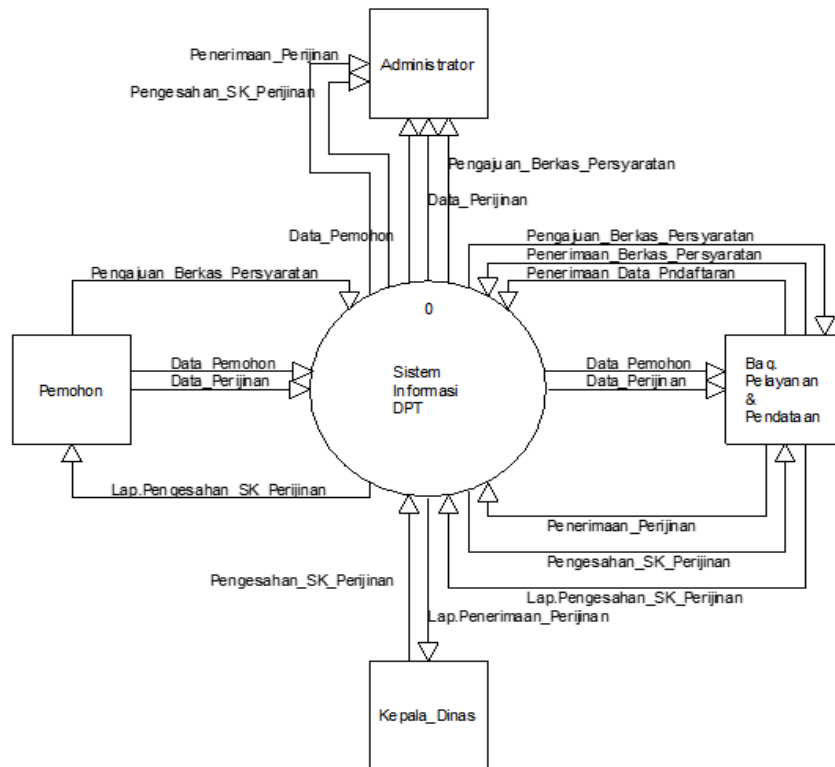 Penerimaan_Perijinan
Administrator
Pengesahan_SK_Perijinan
Pengajuan_Berkas_Persyaratan
Data_Perijinan
Data_Pemohon
Pengajuan_Berkas_Persyaratan
Penerimaan_Berkas_Persyaratan
Penerimaan_Data_Pndaftaran
Pengajuan_Berkas_Persyaratan
0
Sistem
Informasi
DPT
Pemohon
Data_Pemohon
Data_Perijinan
Data_Pemohon
Data_Perijinan
Bag.
Pelayanan
&
Pendataan
Lap.Pengesahan_SK_Perijinan
Penerimaan_Perijinan
Pengesahan_SK_Perijinan
Lap.Pengesahan_SK_Perijinan
Pengesahan_SK_Perijinan
Lap.Penerimaan_Perijinan
Kepala_Dinas